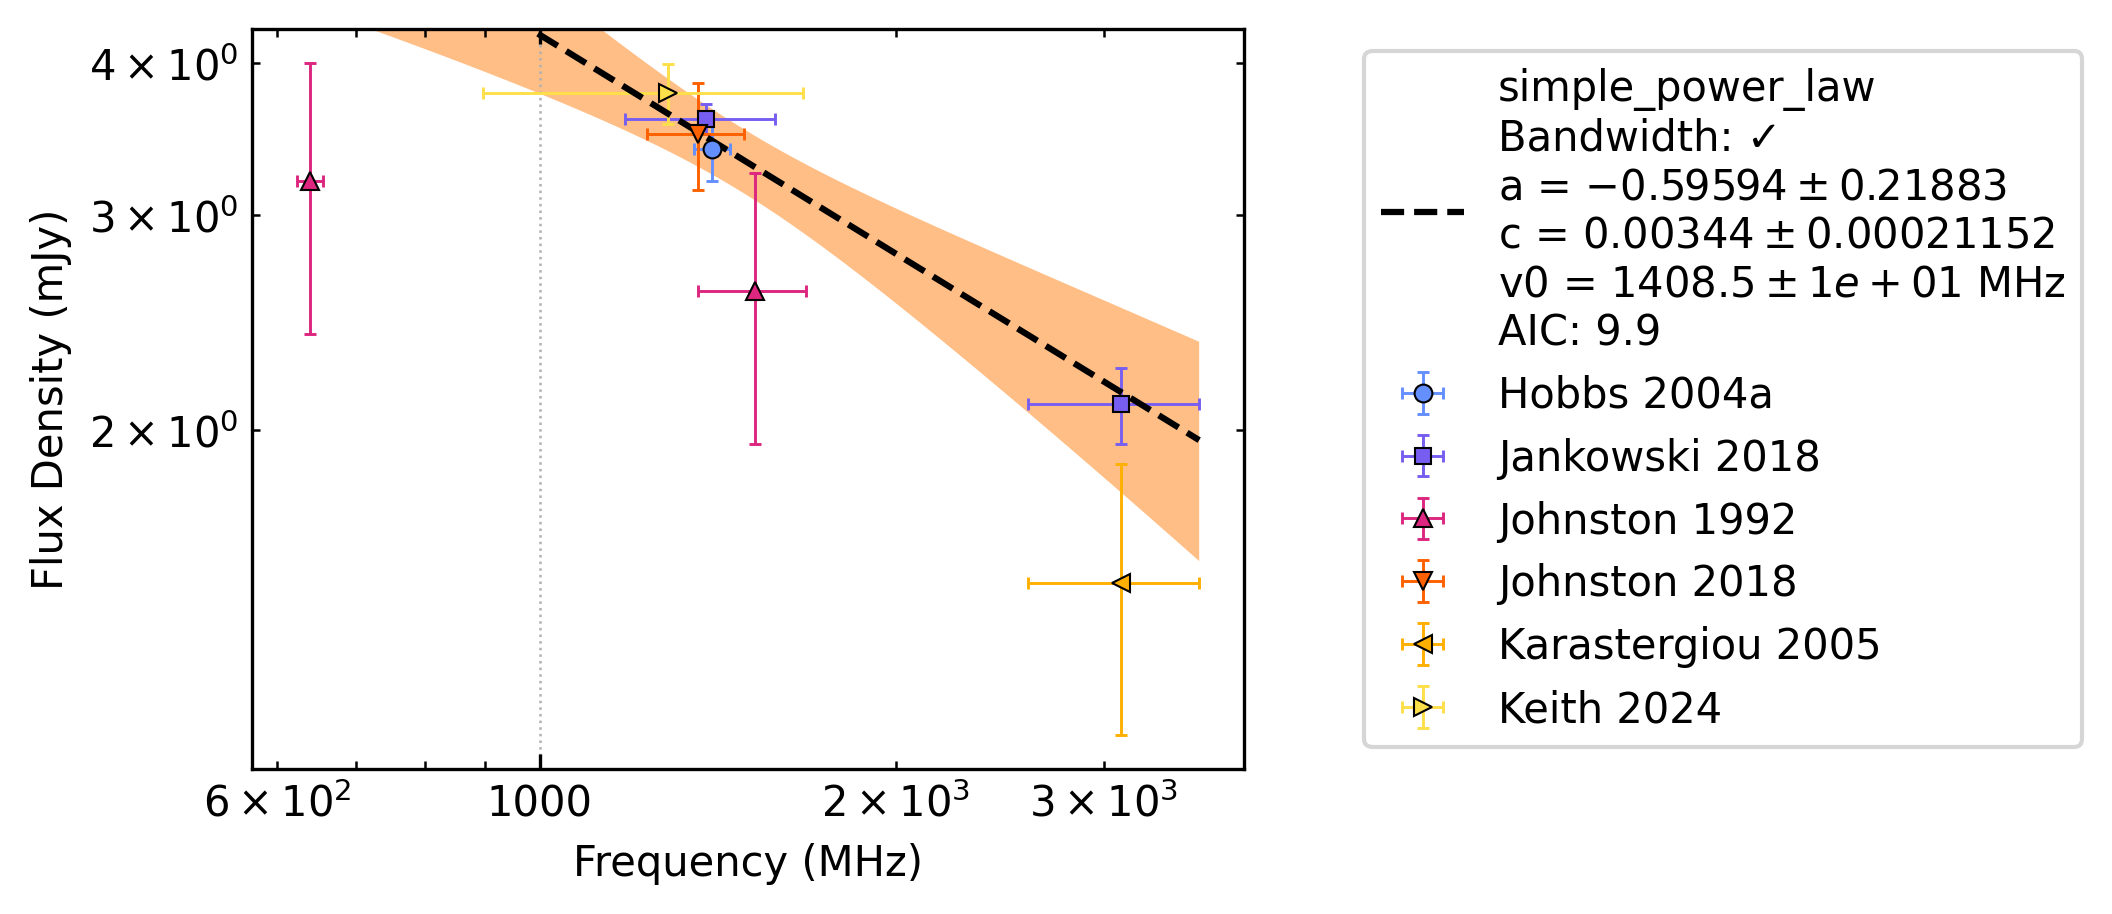 4 × 10⁰
3 × 10⁰
2 × 10⁰
Flux Density (mJy)
6 × 10²
1000
2 × 10³
3 × 10³
Frequency (MHz)
simple_power_law
Bandwidth: ✓
a = −0.59594 ± 0.21883
c = 0.00344 ± 0.00021152
v0 = 1408.5 ± 1e + 01 MHz
AIC: 9.9
Hobbs 2004a
Jankowski 2018
Johnston 1992
Johnston 2018
Karastergiou 2005
Keith 2024